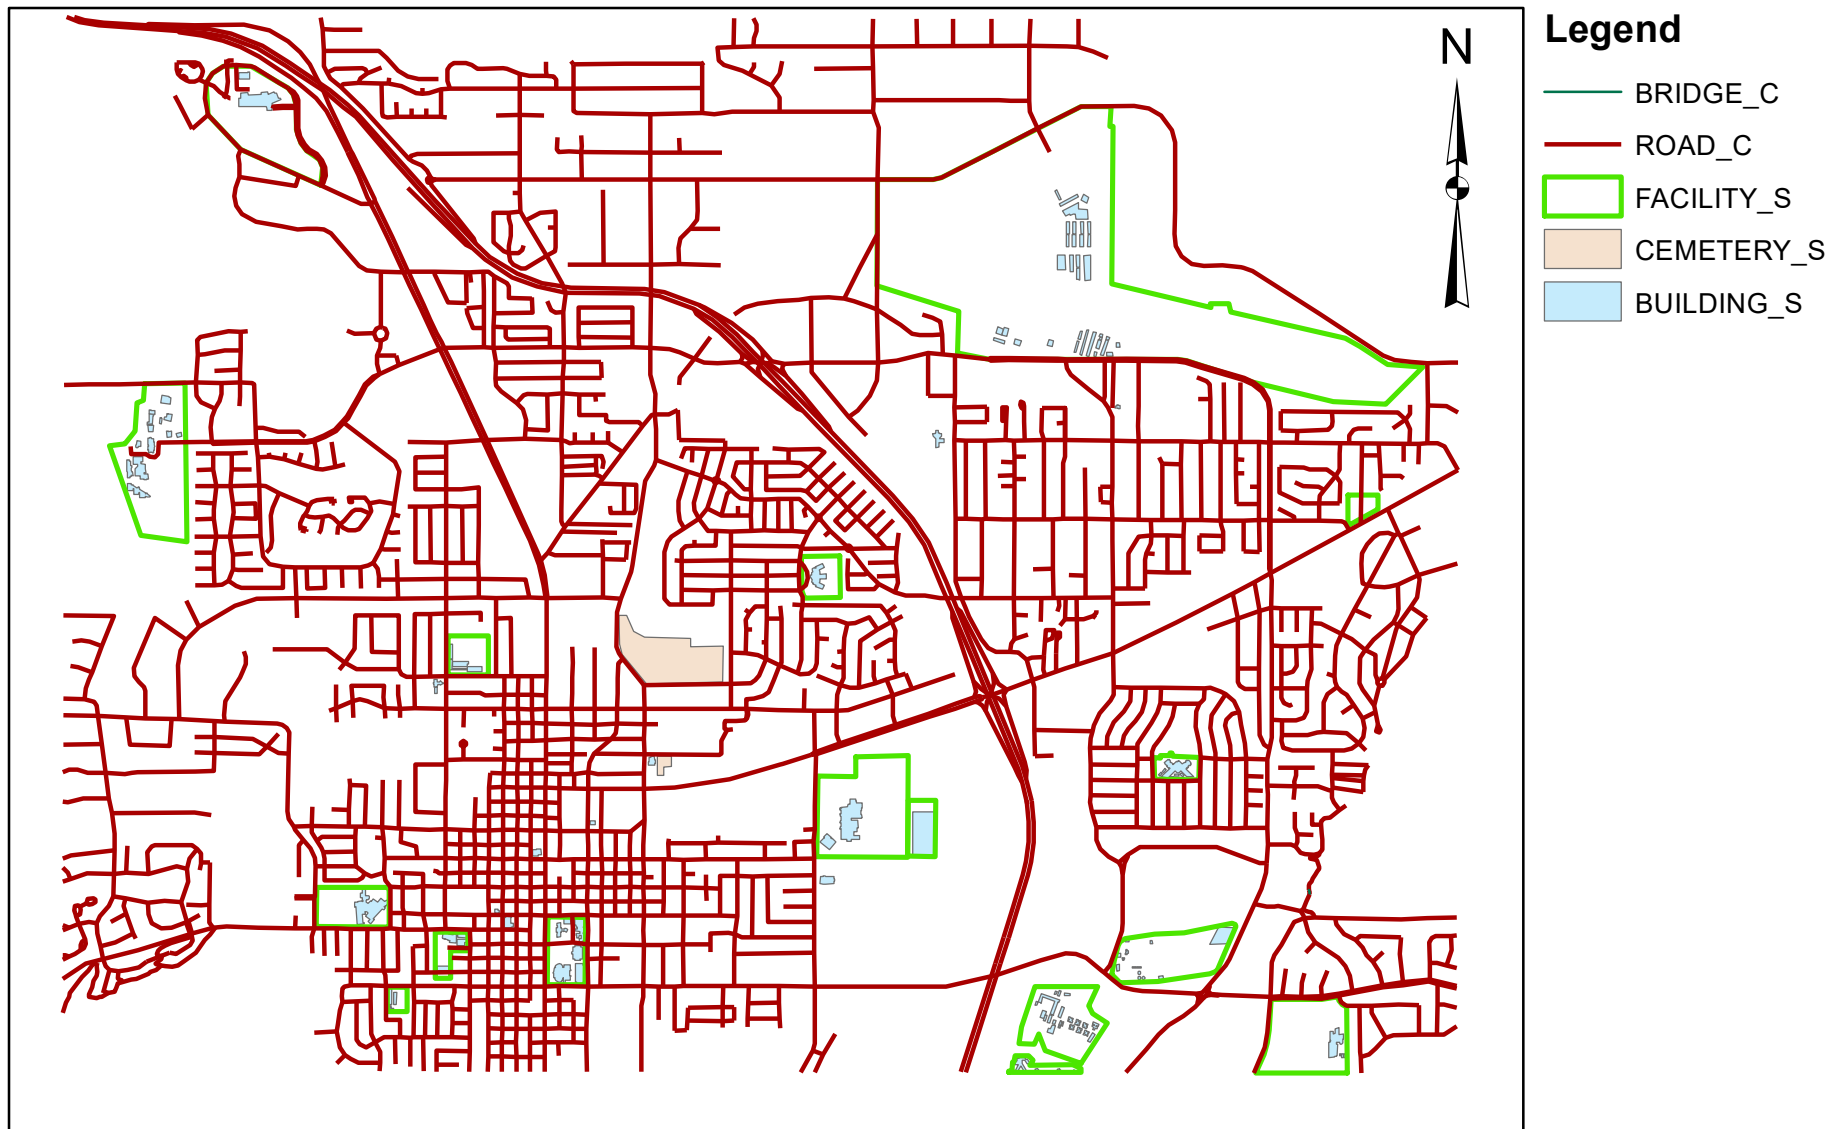 Legend
N
BRIDGE_C
ROAD_C
FACILITY_S
CEMETERY_S
BUILDING_S